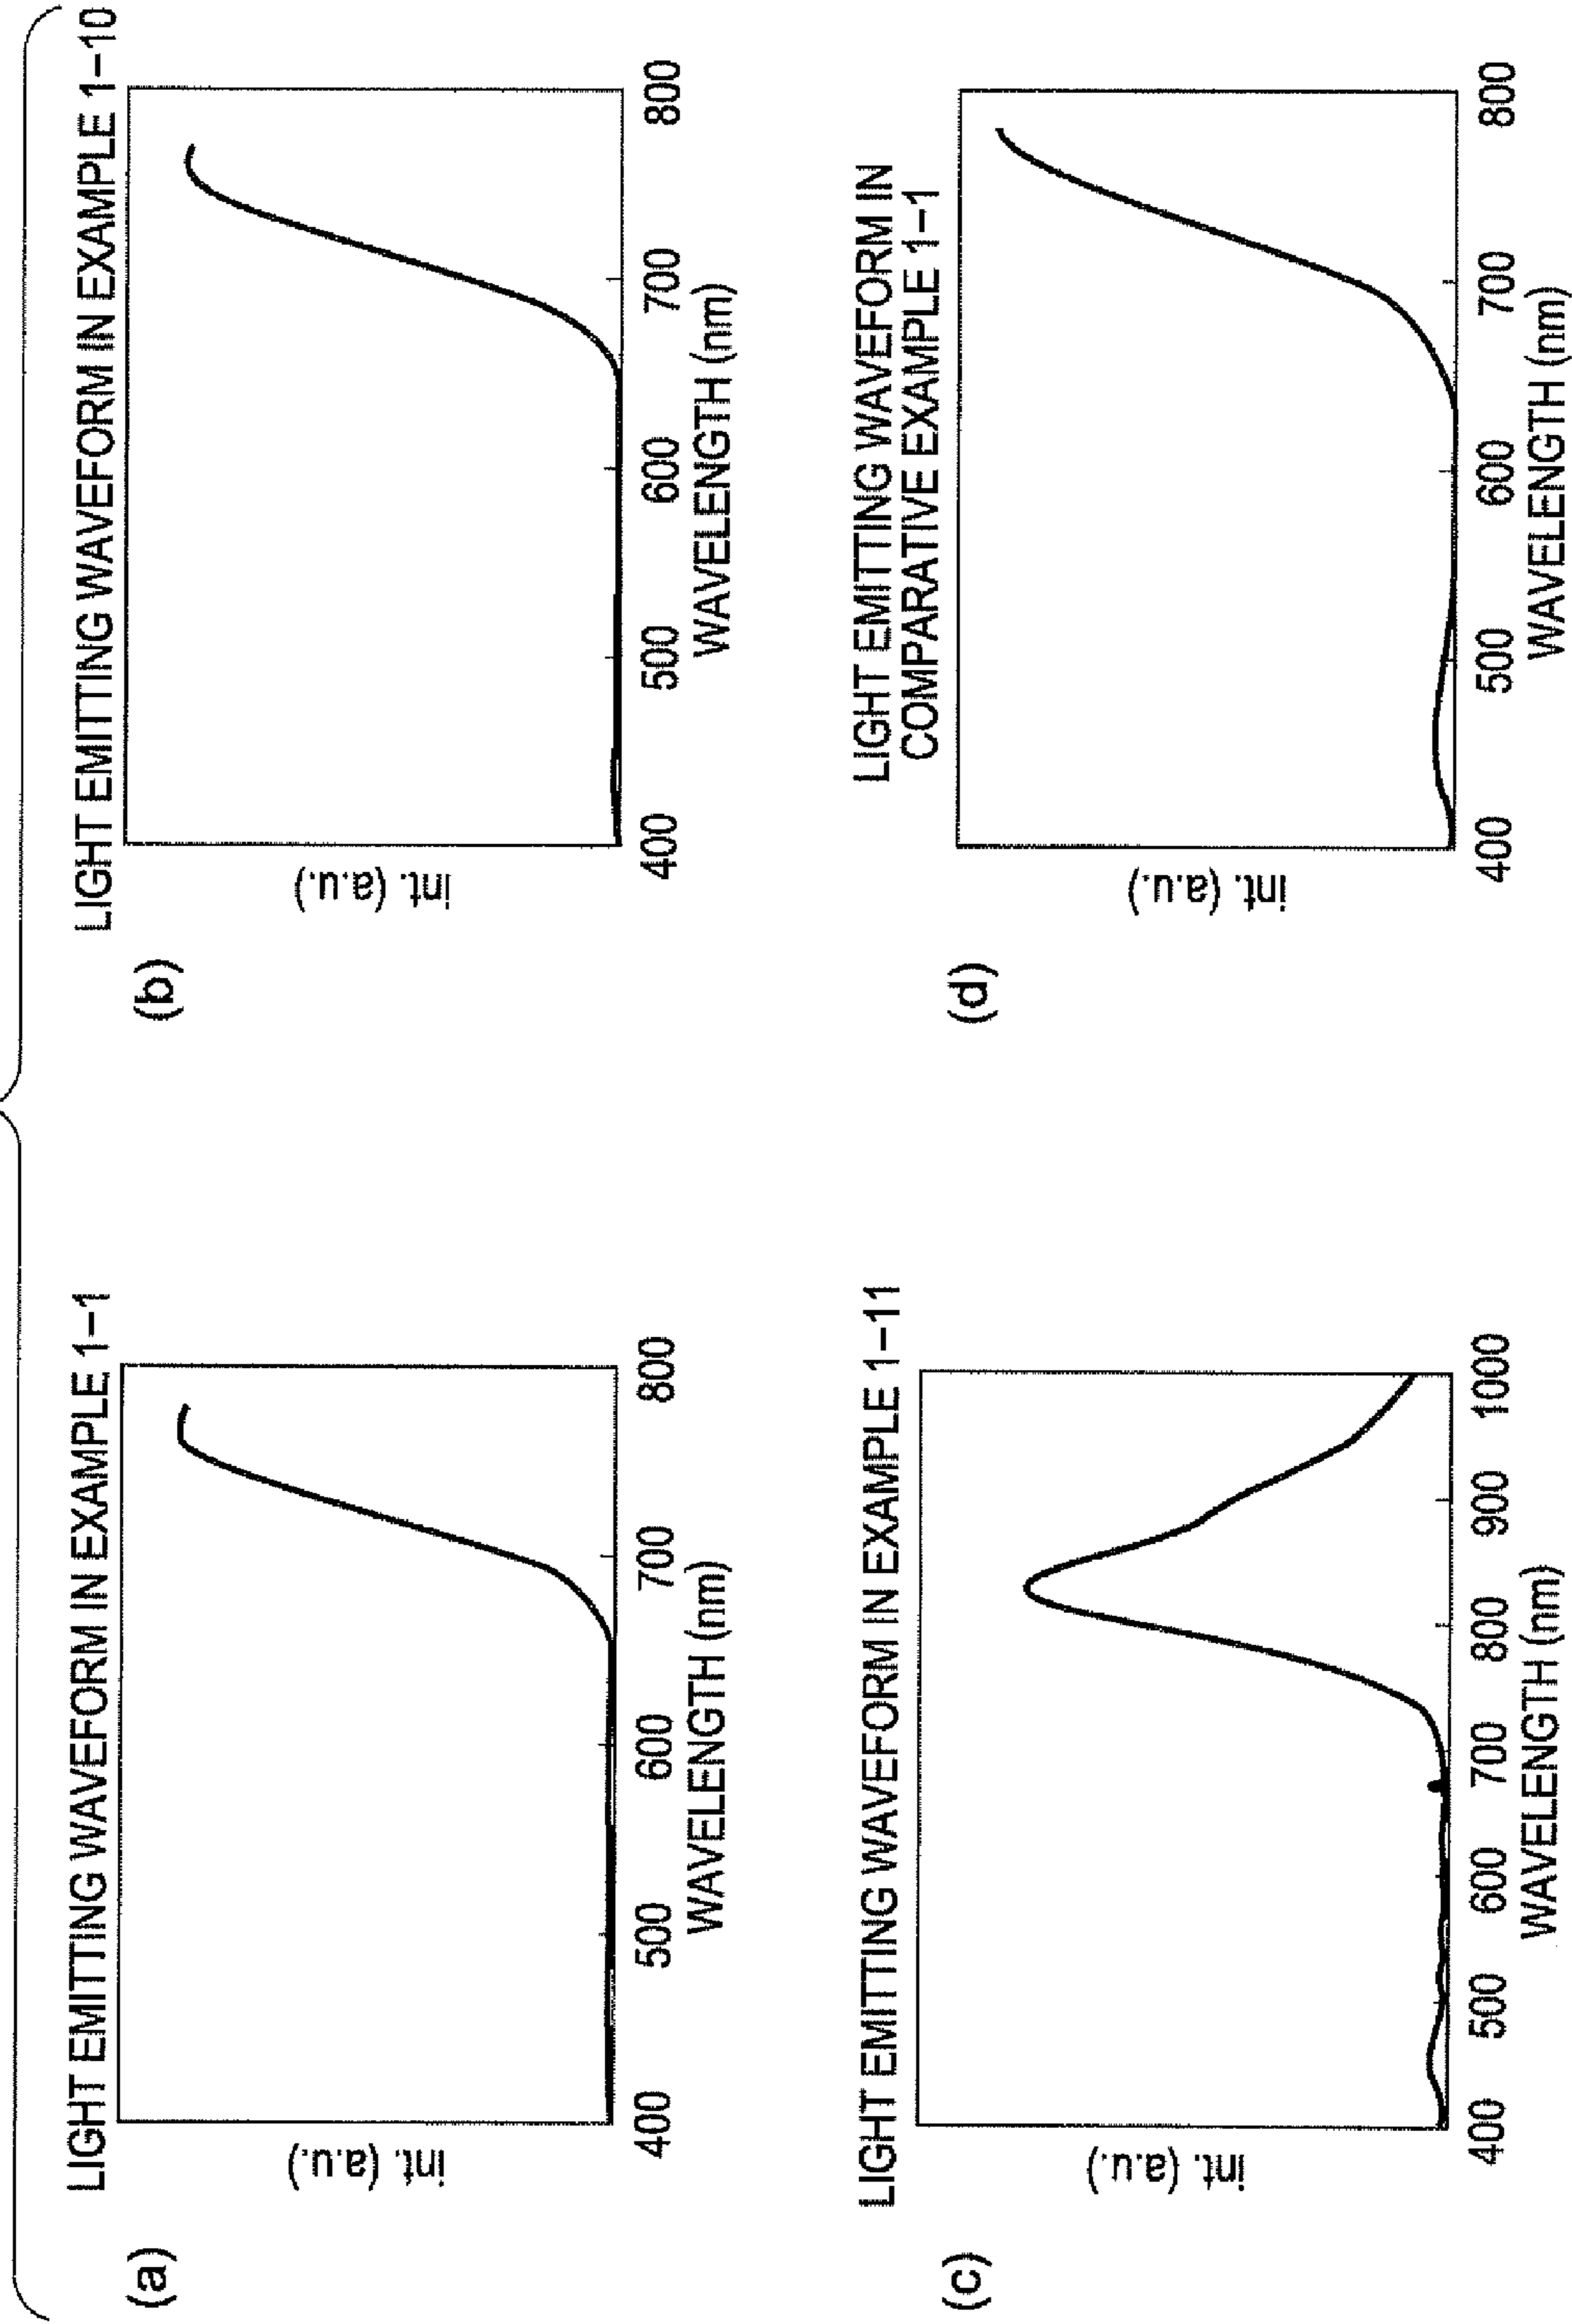 (a)
LIGHT EMITTING WAVEFORM IN EXAMPLE 1-1
int. (a.u.)
400 500 600 700 800
WAVELENGTH (nm)
(b)
LIGHT EMITTING WAVEFORM IN EXAMPLE 1-10
int. (a.u.)
400 500 600 700 800
WAVELENGTH (nm)
(c)
LIGHT EMITTING WAVEFORM IN EXAMPLE 1-11
int. (a.u.)
400 500 600 700 800 900 1000
WAVELENGTH (nm)
(d)
LIGHT EMITTING WAVEFORM IN
COMPARATIVE EXAMPLE 1-1
int. (a.u.)
400 500 600 700 800
WAVELENGTH (nm)